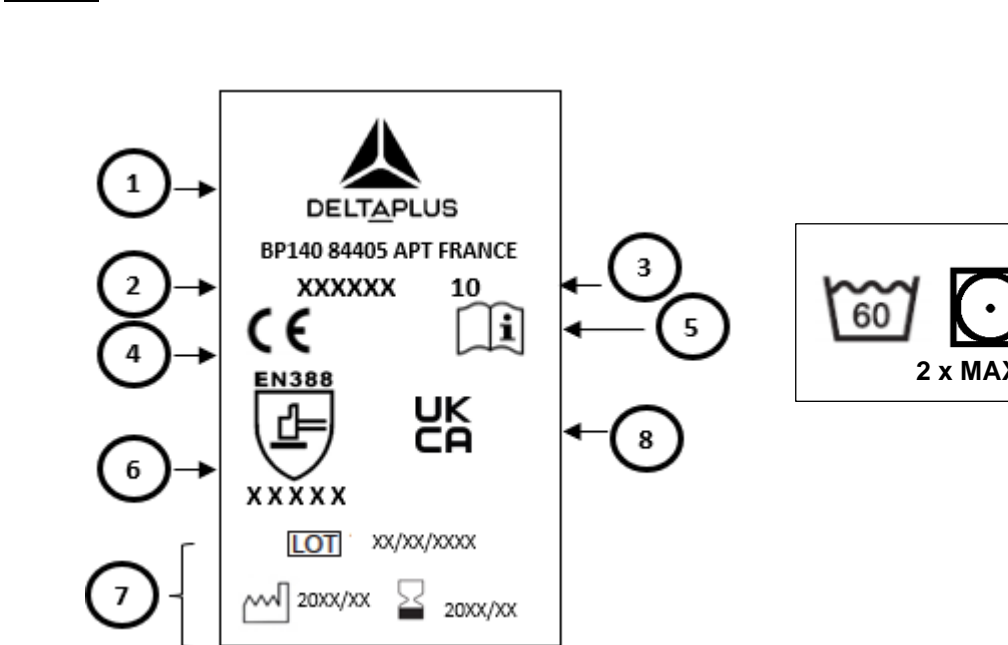 1
DELTAPLUS
BP140 84405 APT FRANCE
2
XXXXXX 10
3
4
CE
i
5
EN388
UK
CA
8
6
XXXXX
7
LOT XX/XX/XXXX
20XX/XX 20XX/XX
60
2 x MAX